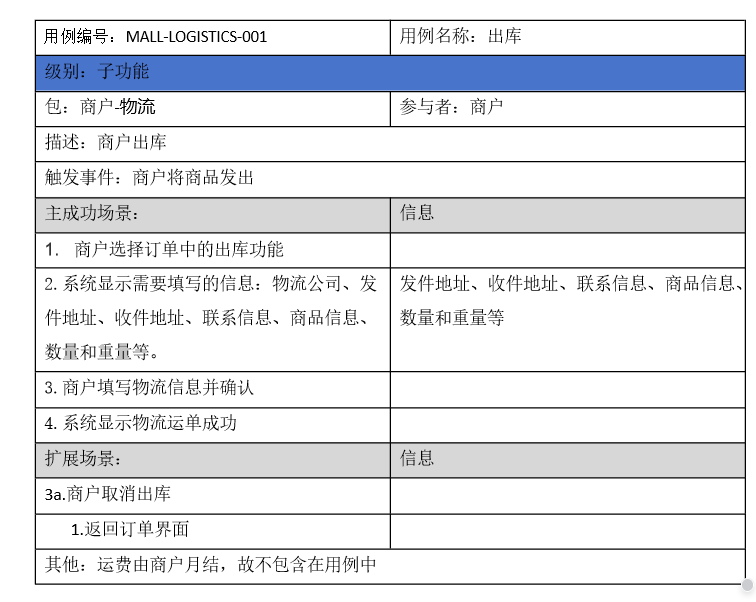 用例编号：MALL-LOGISTICS-001
用例名称：出库
级别：子功能
包：商户-物流
参与者：商户
描述：商户出库
触发事件：商户将商品发出
主成功场景：
信息
1. 商户选择订单中的出库功能
2.系统显示需要填写的信息：物流公司、发
件地址、收件地址、联系信息、商品信息、
数量和重量等。
发件地址、收件地址、联系信息、商品信息、
数量和重量等
3.商户填写物流信息并确认
4.系统显示物流运单成功
扩展场景：
信息
3a.商户取消出库
1.返回订单界面
其他：运费由商户月结，故不包含在用例中